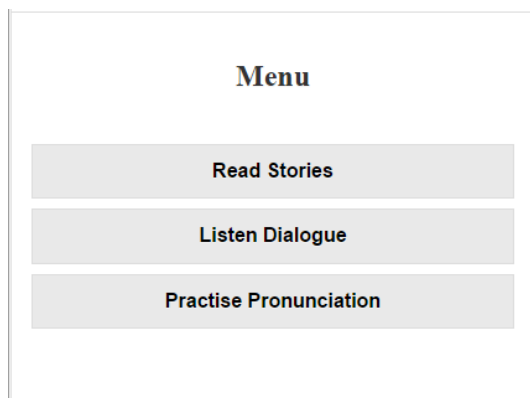 Menu
Read Stories
Listen Dialogue
Practise Pronunciation